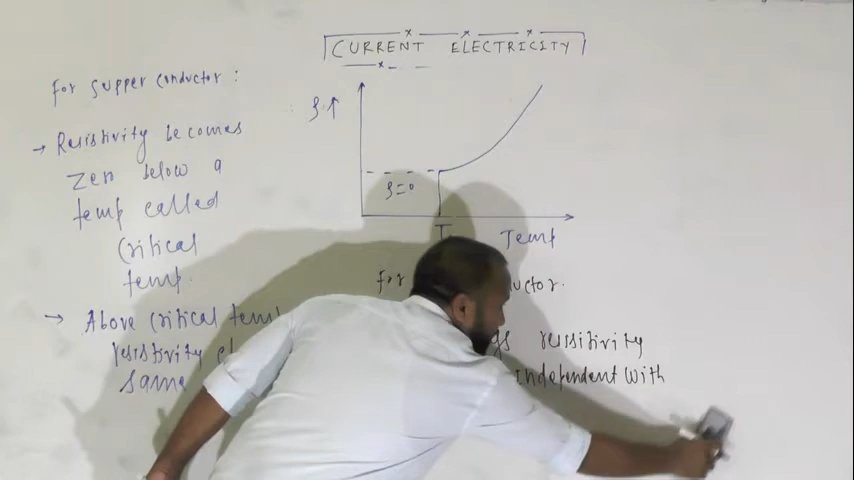 CURRENT ELECTRICITY
For Supper Conductor:
→ Resistivity becomes
zero below a
temp called
Critical
temp.
→ Above Critical temp
resistivity
same
ρ↑
ρ=0
T
Temp
For
uctor.
resistivity
independent with